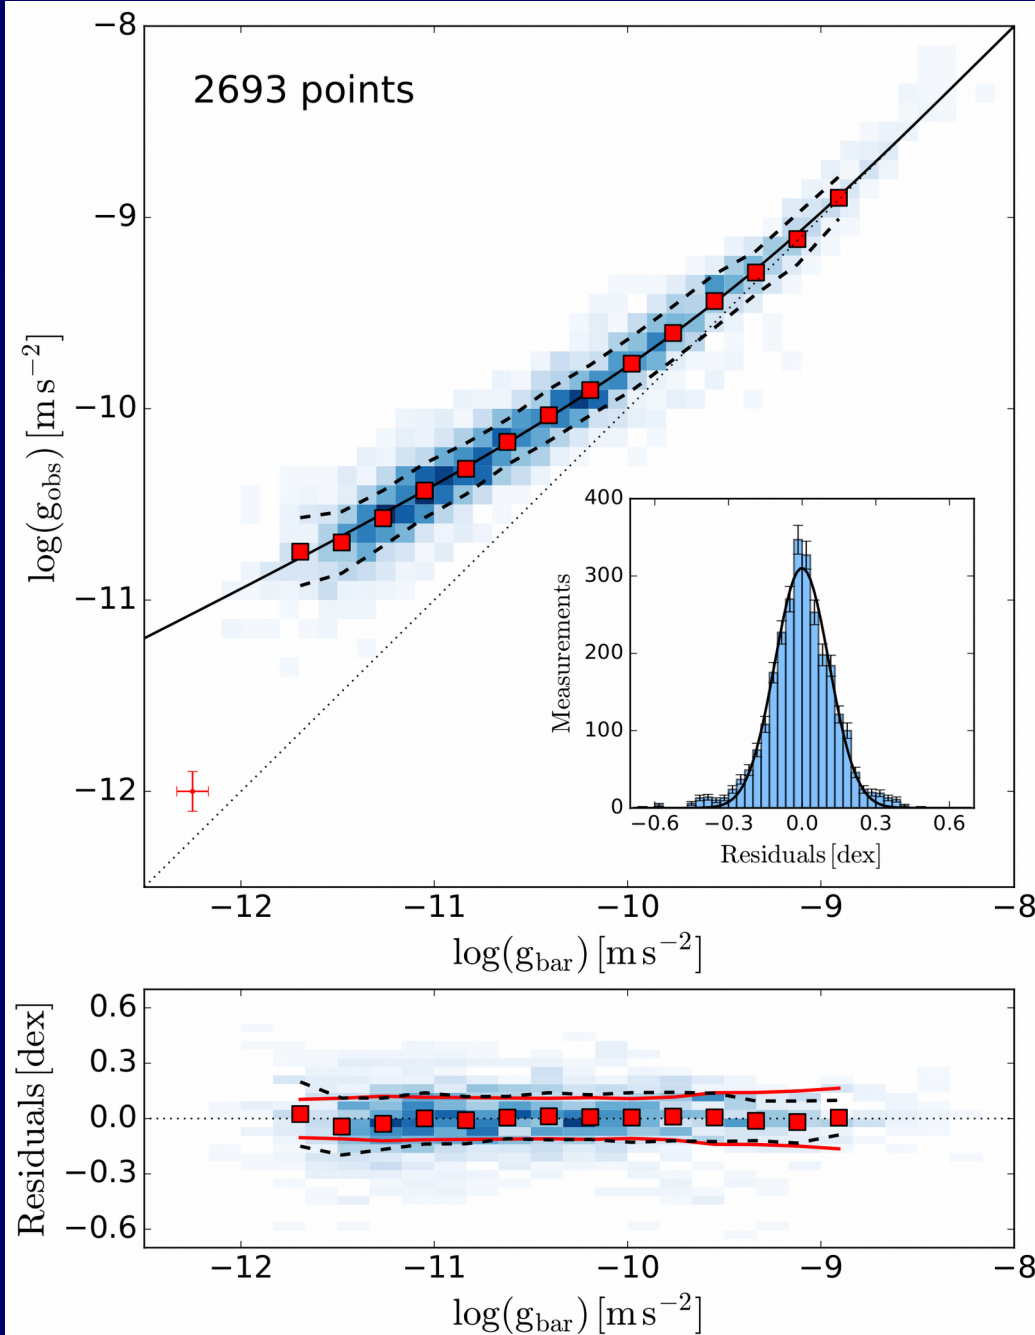 2693 points
−8
−9
−10
−11
−12
log(g_obs) [m s⁻²]
400
300
200
100
0
Measurements
−0.6 −0.3 0.0 0.3 0.6
Residuals [dex]
−12 −11 −10 −9 −8
log(g_bar) [m s⁻²]
0.6
0.3
0.0
−0.3
−0.6
Residuals [dex]
−12 −11 −10 −9 −8
log(g_bar) [m s⁻²]